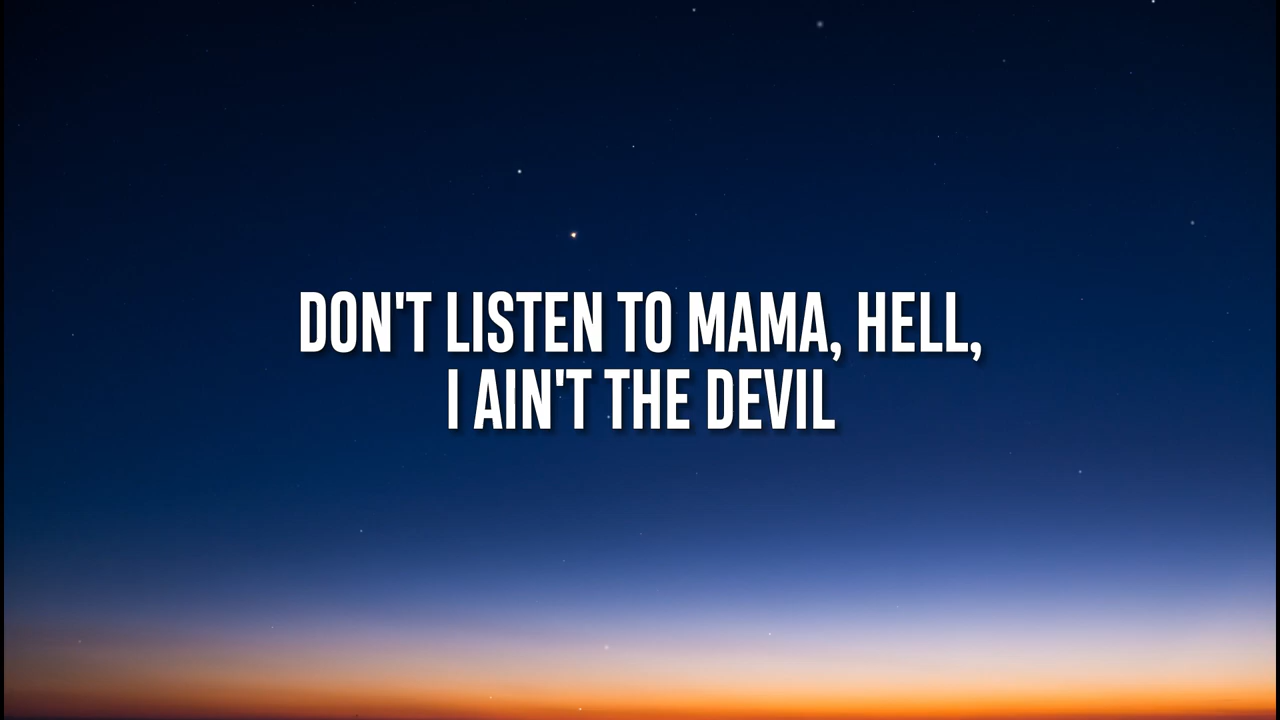 DON'T LISTEN TO MAMA, HELL,
I AIN'T THE DEVIL